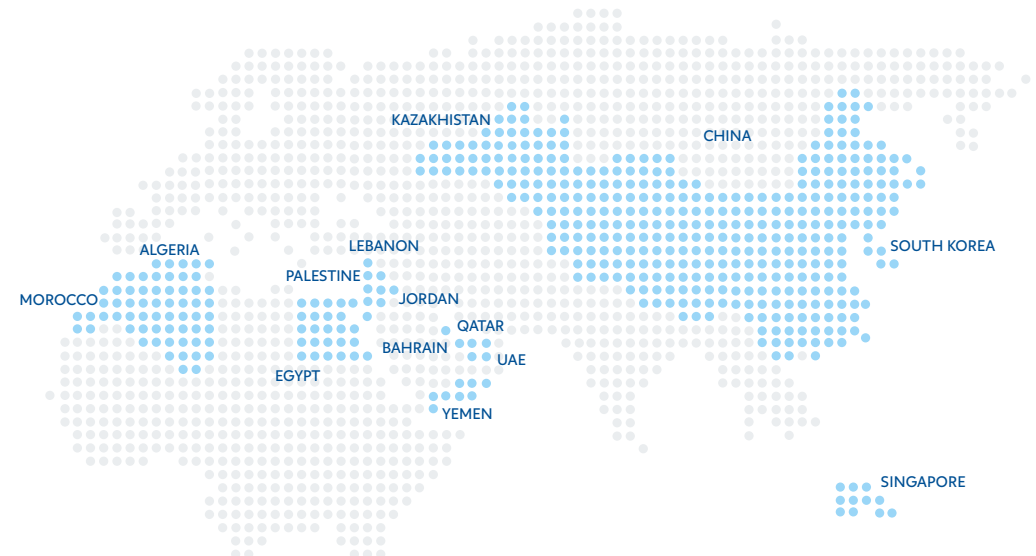 KAZAKHSTAN
CHINA
ALGERIA
LEBANON
SOUTH KOREA
PALESTINE
MOROCCO
JORDAN
QATAR
BAHRAIN
UAE
EGYPT
YEMEN
SINGAPORE